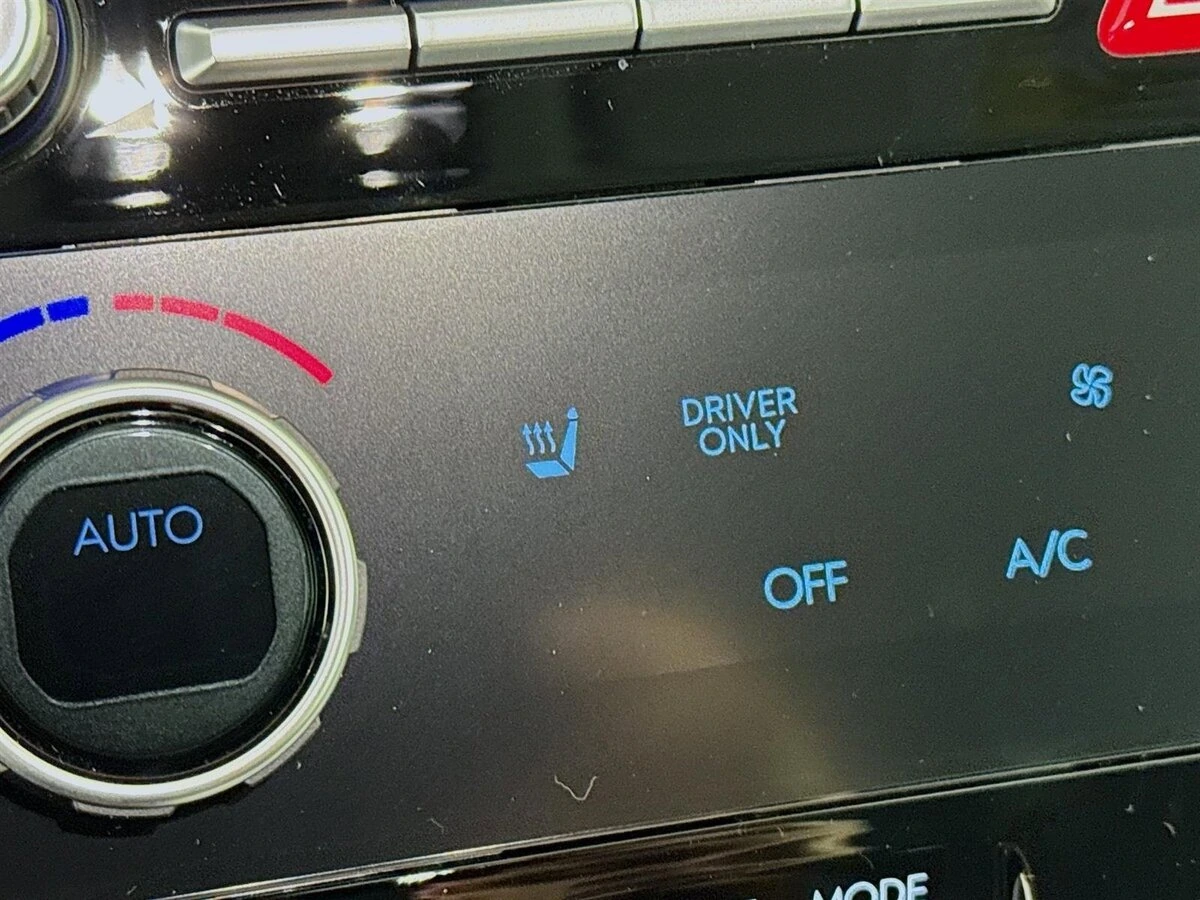 DRIVER
ONLY
AUTO
OFF
A/C
MODE